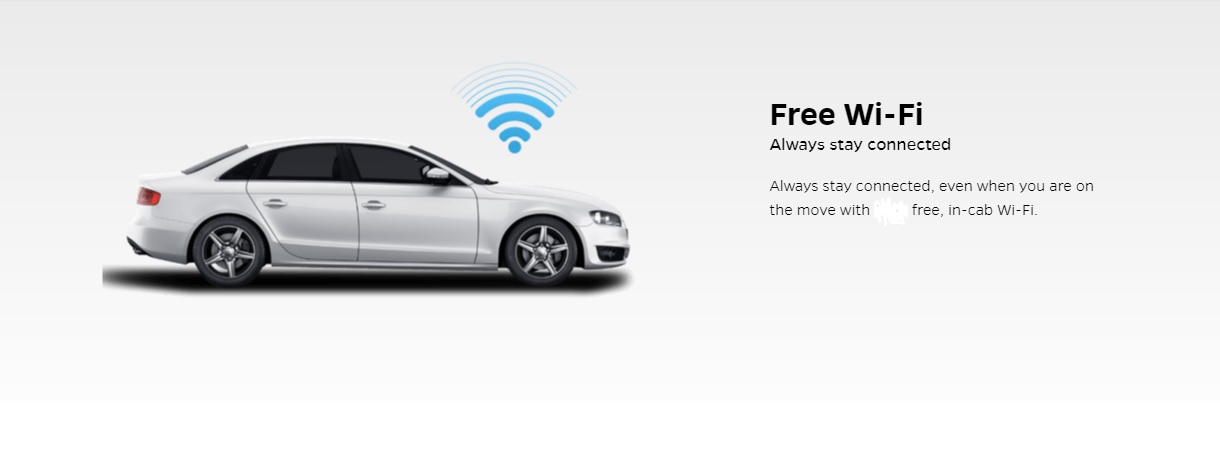 Free Wi-Fi
Always stay connected
Always stay connected, even when you are on
the move with free, in-cab Wi-Fi.